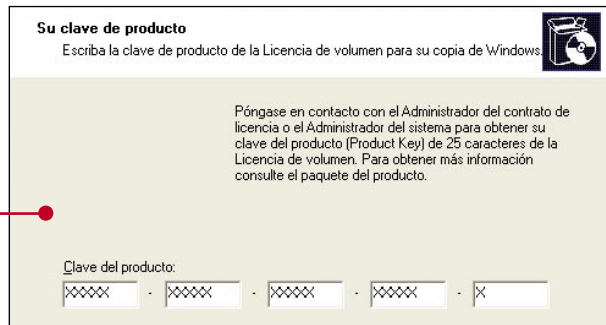 Su clave de producto
Escriba la clave de producto de la Licencia de volumen para su copia de Windows.
Póngase en contacto con el Administrador del contrato de
licencia o el Administrador del sistema para obtener su
clave del producto (Product Key) de 25 caracteres de la
Licencia de volumen. Para obtener más información
consulte el paquete del producto.
Clave del producto:
XXXXX - XXXXX - XXXXX - XXXXX - X